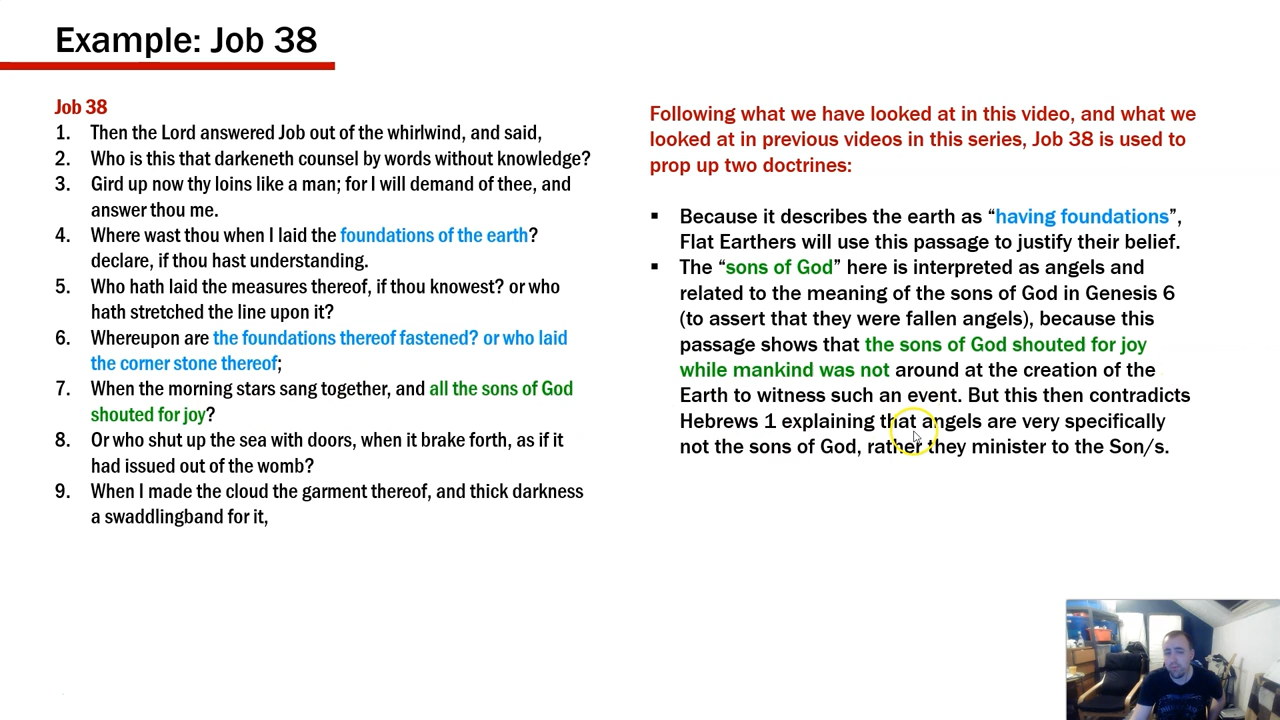 Example: Job 38
Job 38
1. Then the Lord answered Job out of the whirlwind, and said,
2. Who is this that darkeneth counsel by words without knowledge?
3. Gird up now thy loins like a man; for I will demand of thee, and
answer thou me.
4. Where wast thou when I laid the foundations of the earth?
declare, if thou hast understanding.
5. Who hath laid the measures thereof, if thou knowest? or who
hath stretched the line upon it?
6. Whereupon are the foundations thereof fastened? or who laid
the corner stone thereof;
7. When the morning stars sang together, and all the sons of God
shouted for joy?
8. Or who shut up the sea with doors, when it brake forth, as if it
had issued out of the womb?
9. When I made the cloud the garment thereof, and thick darkness
a swaddlingband for it,
Following what we have looked at in this video, and what we
looked at in previous videos in this series, Job 38 is used to
prop up two doctrines:
▪ Because it describes the earth as “having foundations”,
Flat Earthers will use this passage to justify their belief.
▪ The “sons of God” here is interpreted as angels and
related to the meaning of the sons of God in Genesis 6
(to assert that they were fallen angels), because this
passage shows that the sons of God shouted for joy
while mankind was not around at the creation of the
Earth to witness such an event. But this then contradicts
Hebrews 1 explaining that angels are very specifically
not the sons of God, rather they minister to the Son/s.